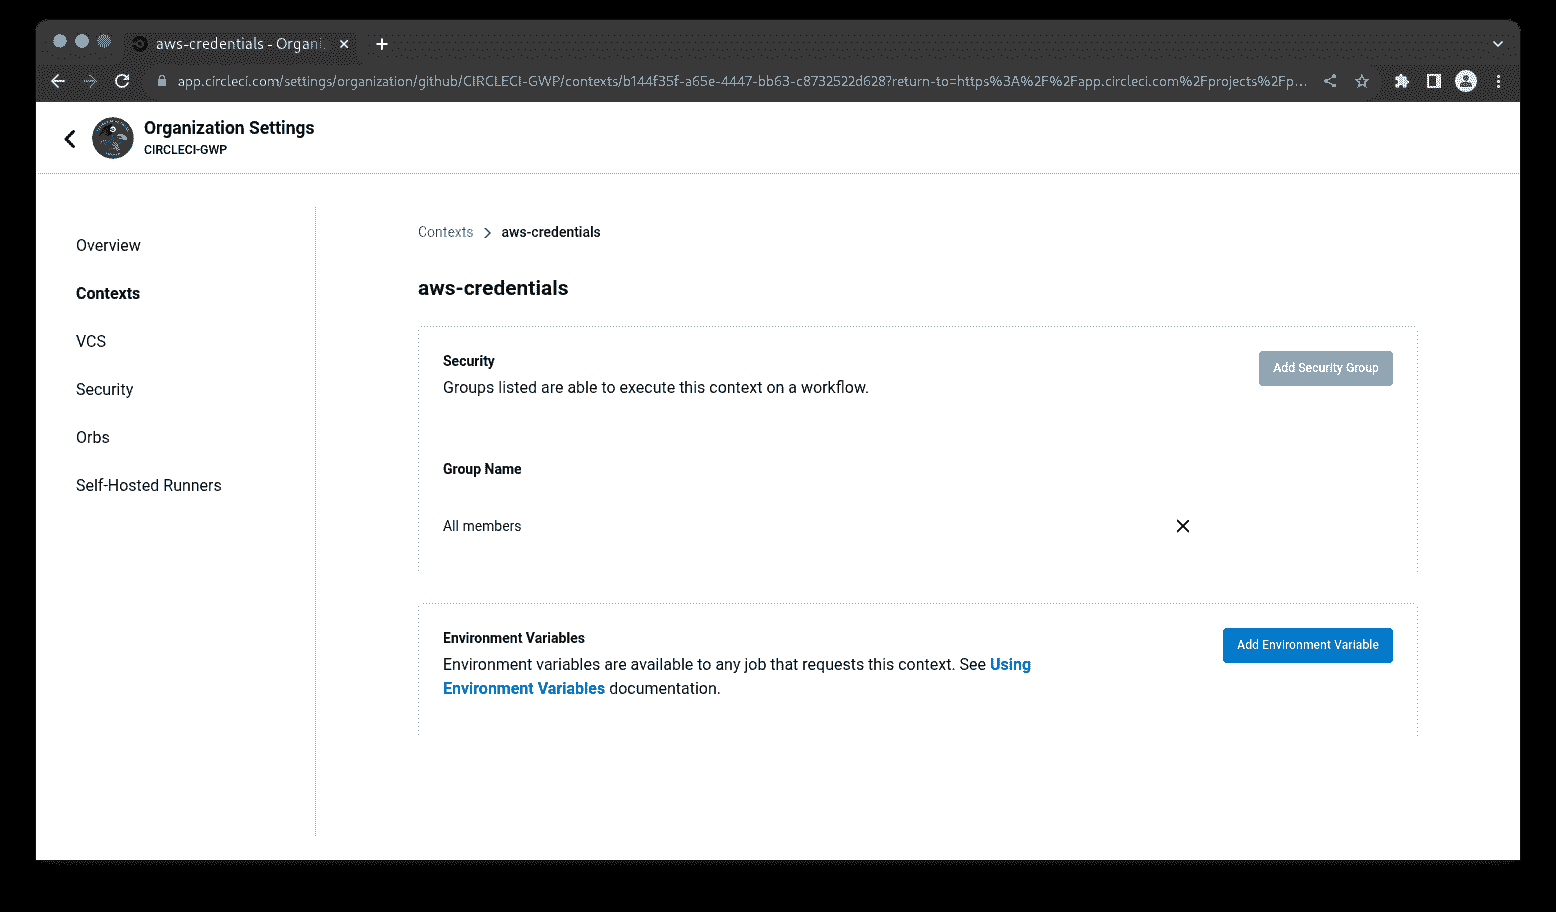 aws-credentials - Organi
app.circleci.com/settings/organization/github/CIRCLECI-GWP/contexts/b144f35f-a65e-4447-bb63-c8732522d628?return-to=https%3A%2F%2Fapp.circleci.com%2Fprojects%2Fp...
Organization Settings
CIRCLECI-GWP
Overview
Contexts
VCS
Security
Orbs
Self-Hosted Runners
Contexts > aws-credentials
aws-credentials
Security
Add Security Group
Groups listed are able to execute this context on a workflow.
Group Name
All members
Environment Variables
Add Environment Variable
Environment variables are available to any job that requests this context. See Using
Environment Variables documentation.